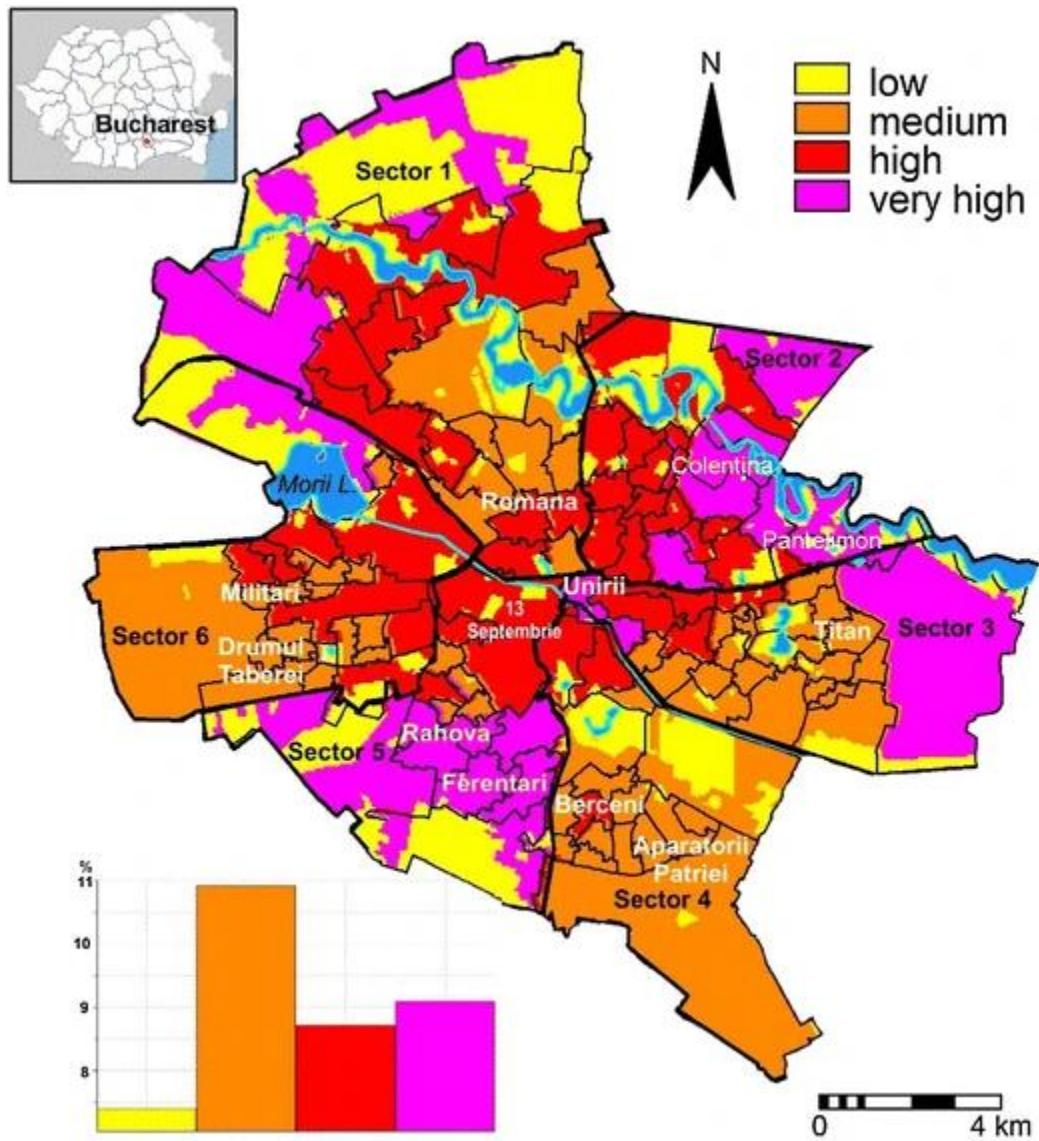 Bucharest
N
low
medium
high
very high
Sector 1
Sector 2
Colentina
Morii L.
Romana
Pantelimon
Militari
Unirii
13
Septembrie
Sector 6
Titan
Sector 3
Drumul
Taberei
Rahova
Sector 5
Ferentari
Berceni
Aparatorii
Patriei
Sector 4
%
11
10
9
8
0 4 km